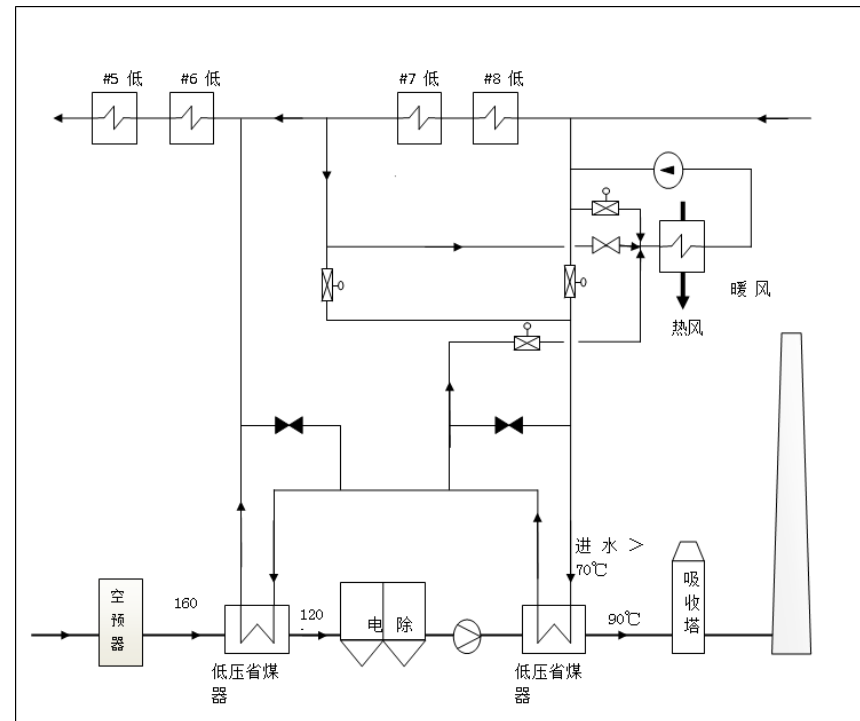 #5 低
#6 低
#7 低
#8 低
暖 风
热风
进 水 >
70℃
空
预
器
160
120
电 除
90℃
吸
收
塔
低压省煤
器
低压省煤
器